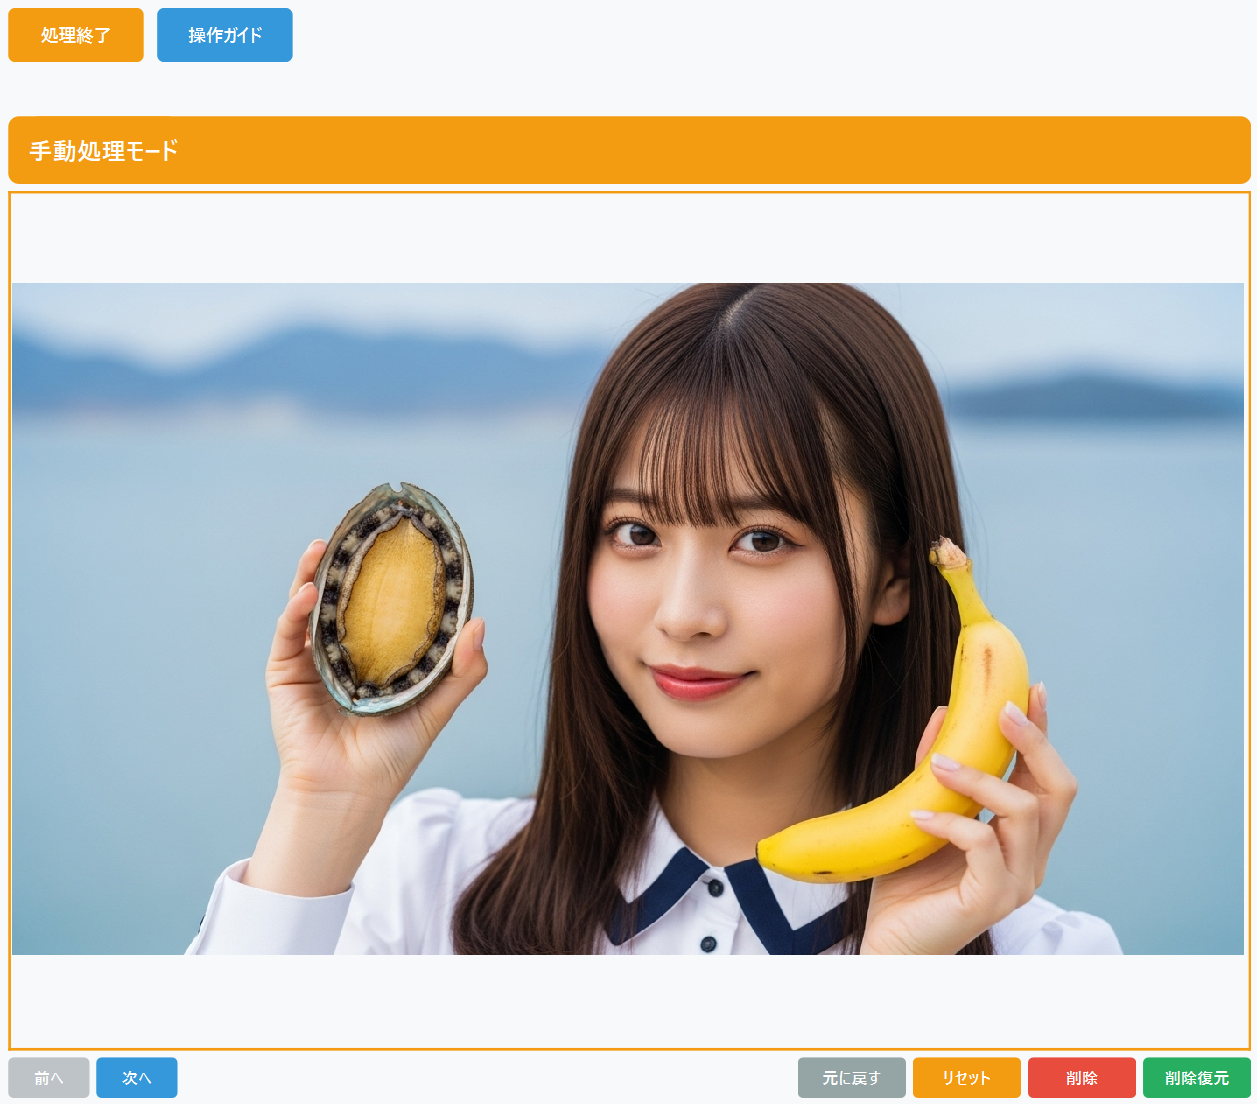 処理終了
操作ガイド
手動処理モード
前へ
次へ
元に戻す
リセット
削除
削除復元